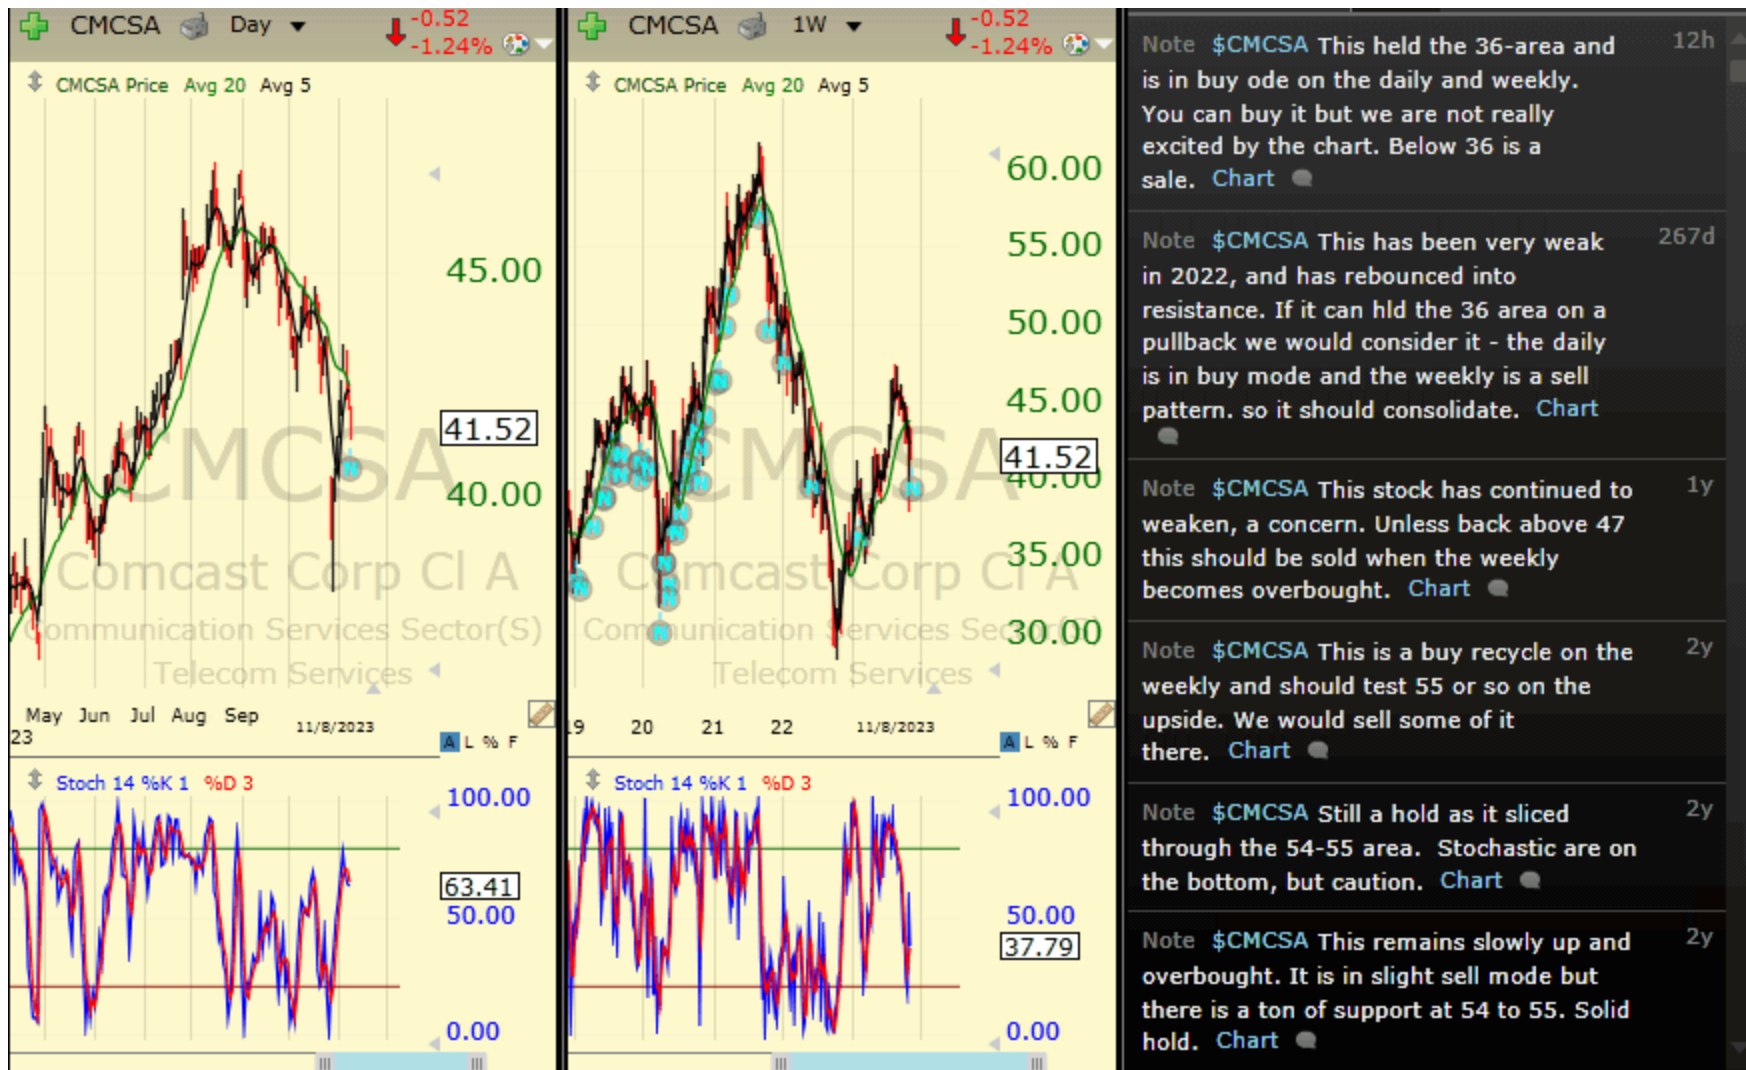 CMCSA Day -0.52
-1.24%
CMCSA Price Avg 20 Avg 5
45.00
41.52
40.00
CMCSA
Comcast Corp Cl A
Communication Services Sector(S)
Telecom Services
May Jun Jul Aug Sep
23
11/8/2023
A L % F
Stoch 14 %K 1 %D 3
100.00
63.41
50.00
0.00
CMCSA 1W -0.52
-1.24%
CMCSA Price Avg 20 Avg 5
60.00
55.00
50.00
45.00
41.52
40.00
35.00
30.00
CMCSA
Comcast Corp Cl A
Communication Services Sector(S)
Telecom Services
19 20 21 22 11/8/2023
A L % F
Stoch 14 %K 1 %D 3
100.00
50.00
37.79
0.00
Note $CMCSA This held the 36-area and 12h
is in buy ode on the daily and weekly.
You can buy it but we are not really
excited by the chart. Below 36 is a
sale. Chart
Note $CMCSA This has been very weak 267d
in 2022, and has rebounced into
resistance. If it can hld the 36 area on a
pullback we would consider it - the daily
is in buy mode and the weekly is a sell
pattern. so it should consolidate. Chart
Note $CMCSA This stock has continued to 1y
weaken, a concern. Unless back above 47
this should be sold when the weekly
becomes overbought. Chart
Note $CMCSA This is a buy recycle on the 2y
weekly and should test 55 or so on the
upside. We would sell some of it
there. Chart
Note $CMCSA Still a hold as it sliced 2y
through the 54-55 area. Stochastic are on
the bottom, but caution. Chart
Note $CMCSA This remains slowly up and 2y
overbought. It is in slight sell mode but
there is a ton of support at 54 to 55. Solid
hold. Chart